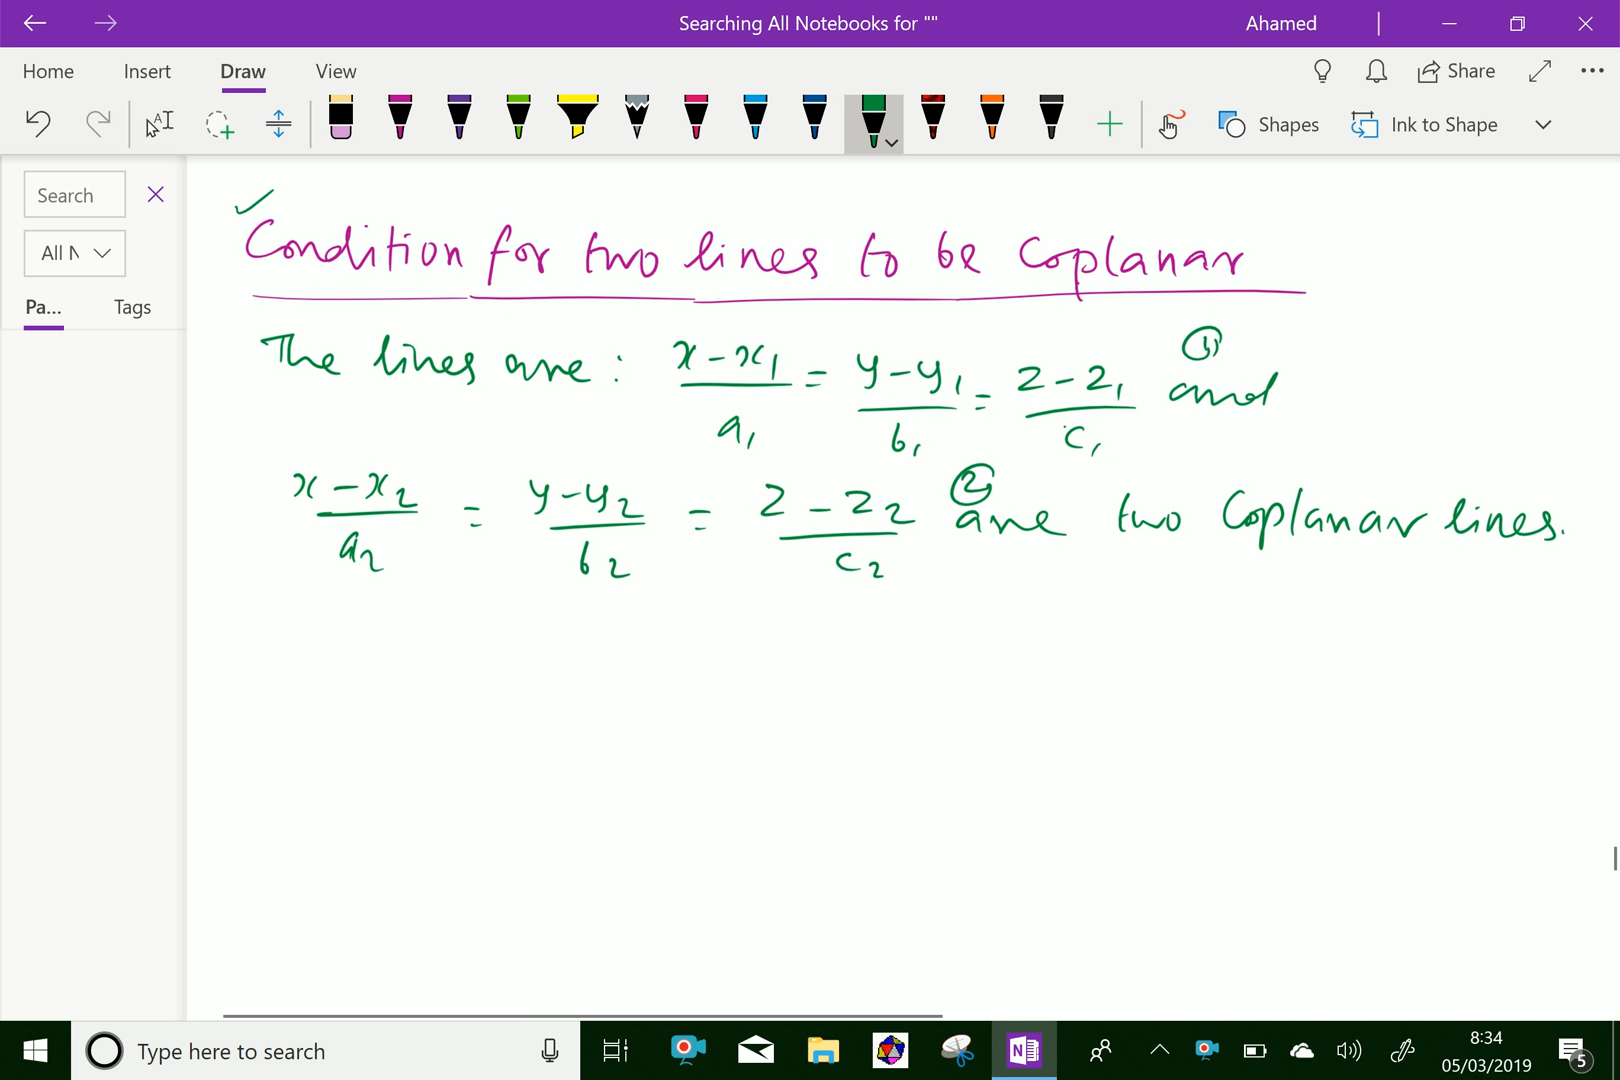 Searching All Notebooks for "" Ahamed
Home Insert Draw View Share
Shapes Ink to Shape
Search
All N
Pa... Tags
Condition for two lines to be Coplanar
The lines are : x - x₁ / a₁ = y - y₁ / b₁ = z - z₁ / c₁ ① and
x - x₂ / a₂ = y - y₂ / b₂ = z - z₂ / c₂ ② are two Coplanar lines.
Type here to search
8:34
05/03/2019
5